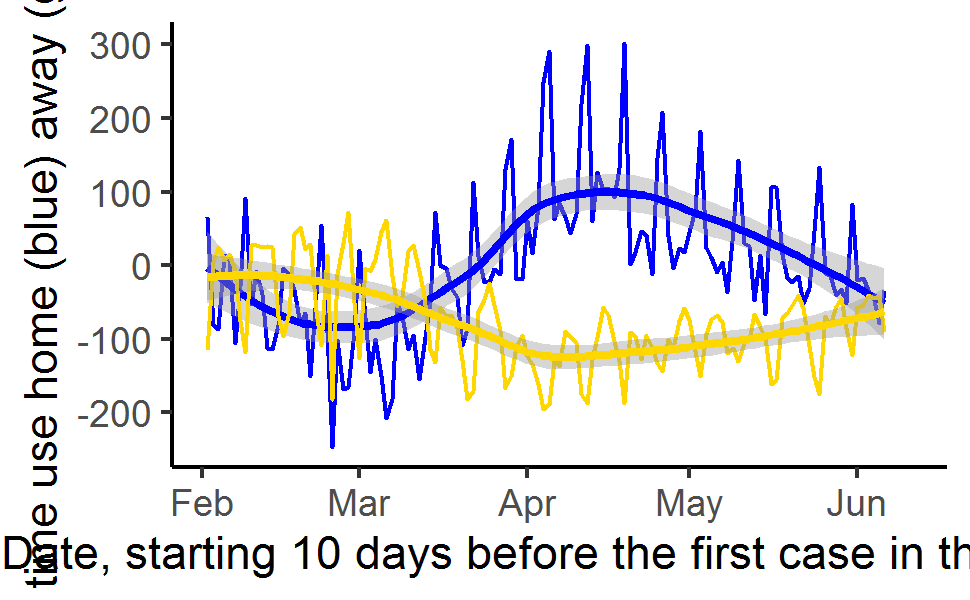 time use home (blue) away (
300
200
100
0
-100
-200
Feb Mar Apr May Jun
Date, starting 10 days before the first case in th